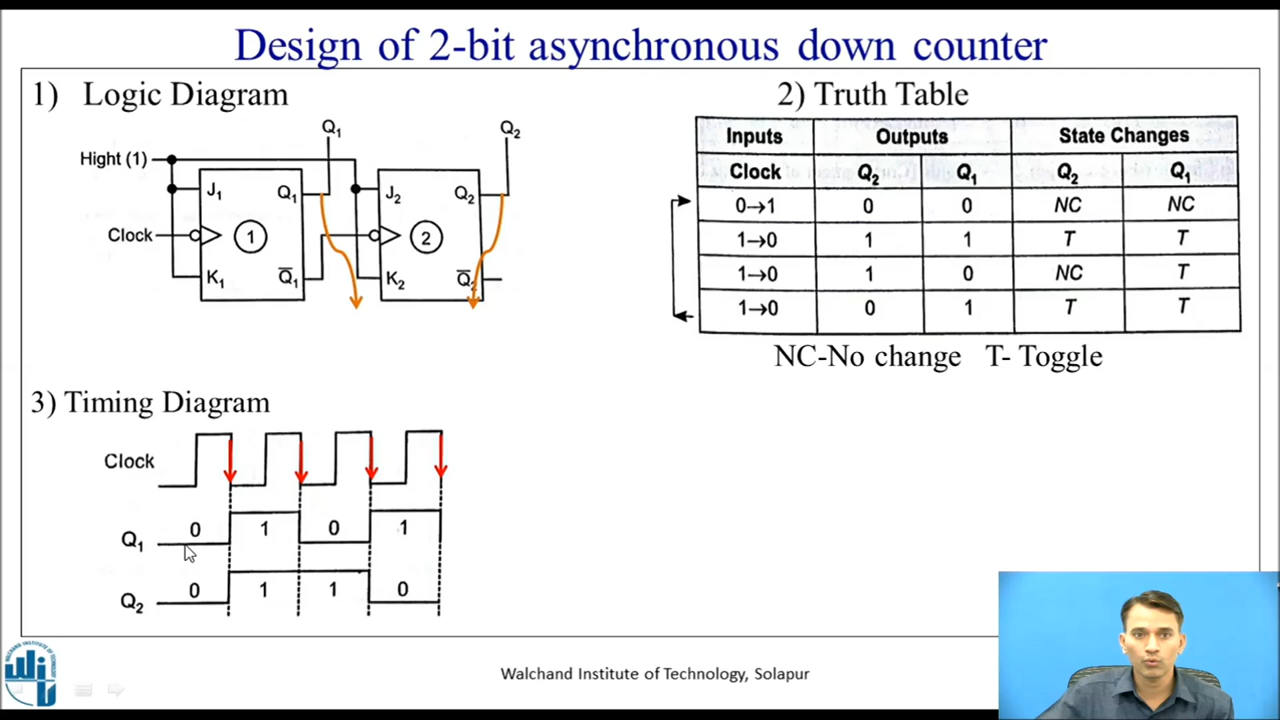 Design of 2-bit asynchronous down counter
1) Logic Diagram
Q1 Q2
Hight (1)
J1 Q1 J2 Q2
Clock 1 2
K1 Q̅1 K2 Q̅2
2) Truth Table
Inputs Outputs State Changes
Clock Q2 Q1 Q2 Q1
0→1 0 0 NC NC
1→0 1 1 T T
1→0 1 0 NC T
1→0 0 1 T T
NC-No change T- Toggle
3) Timing Diagram
Clock
Q1 0 1 0 1
Q2 0 1 1 0
Walchand Institute of Technology, Solapur